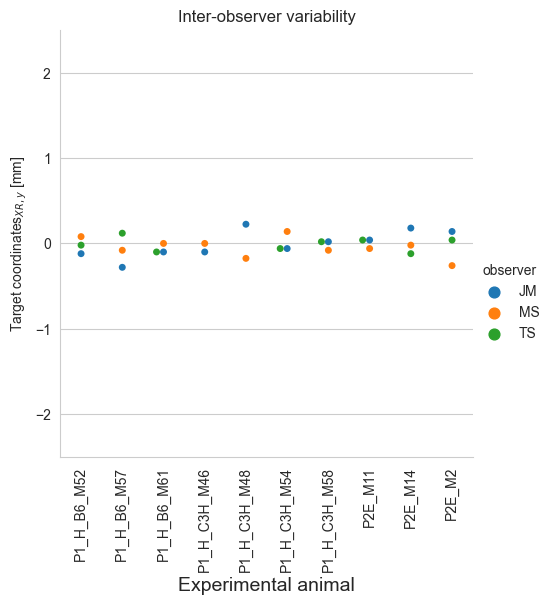 Inter-observer variability
Target coordinates_{XR, y} [mm]
2
1
0
−1
−2
observer
JM
MS
TS
P1_H_B6_M52
P1_H_B6_M57
P1_H_B6_M61
P1_H_C3H_M46
P1_H_C3H_M48
P1_H_C3H_M54
P1_H_C3H_M58
P2E_M11
P2E_M14
P2E_M2
Experimental animal